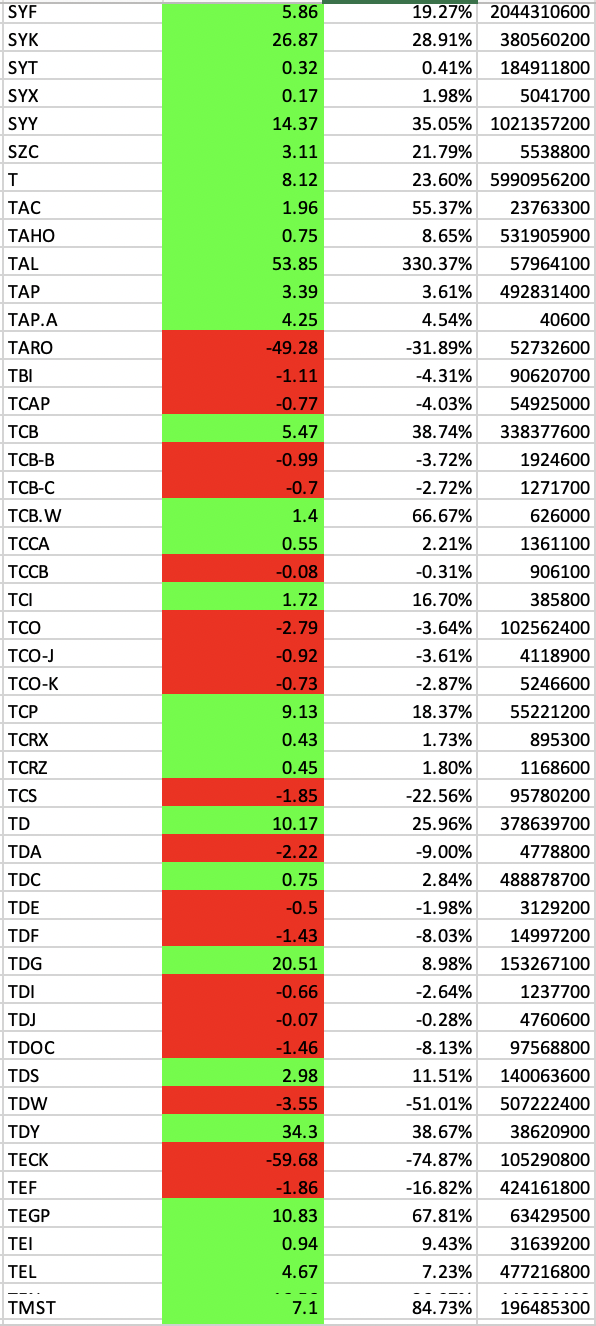 SYF 5.86 19.27% 2044310600
SYK 26.87 28.91% 380560200
SYT 0.32 0.41% 184911800
SYX 0.17 1.98% 5041700
SYY 14.37 35.05% 1021357200
SZC 3.11 21.79% 5538800
T 8.12 23.60% 5990956200
TAC 1.96 55.37% 23763300
TAHO 0.75 8.65% 531905900
TAL 53.85 330.37% 57964100
TAP 3.39 3.61% 492831400
TAP.A 4.25 4.54% 40600
TARO -49.28 -31.89% 52732600
TBI -1.11 -4.31% 90620700
TCAP -0.77 -4.03% 54925000
TCB 5.47 38.74% 338377600
TCB-B -0.99 -3.72% 1924600
TCB-C -0.7 -2.72% 1271700
TCB.W 1.4 66.67% 626000
TCCA 0.55 2.21% 1361100
TCCB -0.08 -0.31% 906100
TCI 1.72 16.70% 385800
TCO -2.79 -3.64% 102562400
TCO-J -0.92 -3.61% 4118900
TCO-K -0.73 -2.87% 5246600
TCP 9.13 18.37% 55221200
TCRX 0.43 1.73% 895300
TCRZ 0.45 1.80% 1168600
TCS -1.85 -22.56% 95780200
TD 10.17 25.96% 378639700
TDA -2.22 -9.00% 4778800
TDC 0.75 2.84% 488878700
TDE -0.5 -1.98% 3129200
TDF -1.43 -8.03% 14997200
TDG 20.51 8.98% 153267100
TDI -0.66 -2.64% 1237700
TDJ -0.07 -0.28% 4760600
TDOC -1.46 -8.13% 97568800
TDS 2.98 11.51% 140063600
TDW -3.55 -51.01% 507222400
TDY 34.3 38.67% 38620900
TECK -59.68 -74.87% 105290800
TEF -1.86 -16.82% 424161800
TEGP 10.83 67.81% 63429500
TEI 0.94 9.43% 31639200
TEL 4.67 7.23% 477216800
TMST 7.1 84.73% 196485300